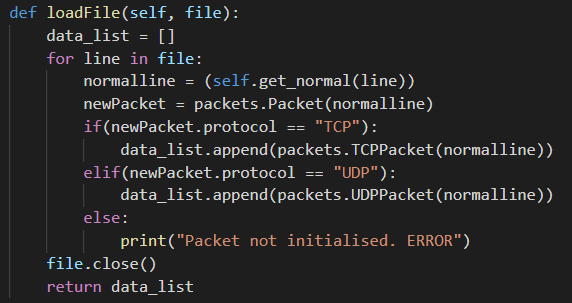 def loadFile(self, file):
    data_list = []
    for line in file:
        normalline = (self.get_normal(line))
        newPacket = packets.Packet(normalline)
        if(newPacket.protocol == "TCP"):
            data_list.append(packets.TCPPacket(normalline))
        elif(newPacket.protocol == "UDP"):
            data_list.append(packets.UDPPacket(normalline))
        else:
            print("Packet not initialised. ERROR")
    file.close()
    return data_list